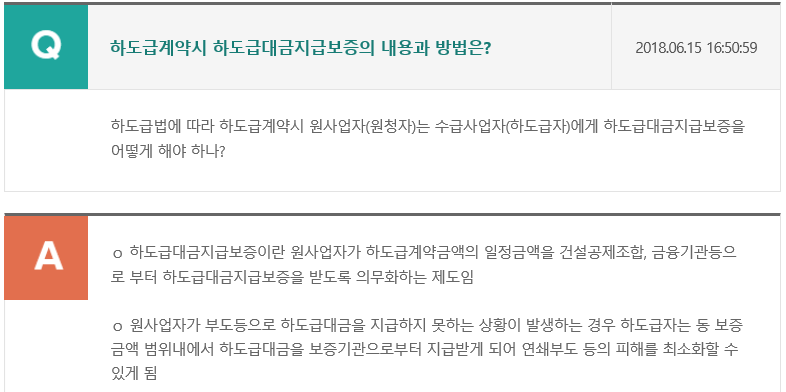 Q
하도급계약시 하도급대금지급보증의 내용과 방법은?
2018.06.15 16:50:59
하도급법에 따라 하도급계약시 원사업자(원청자)는 수급사업자(하도급자)에게 하도급대금지급보증을
어떻게 해야 하나?
A
ㅇ 하도급대금지급보증이란 원사업자가 하도급계약금액의 일정금액을 건설공제조합, 금융기관등으
로 부터 하도급대금지급보증을 받도록 의무화하는 제도임
ㅇ 원사업자가 부도등으로 하도급대금을 지급하지 못하는 상황이 발생하는 경우 하도급자는 동 보증
금액 범위내에서 하도급대금을 보증기관으로부터 지급받게 되어 연쇄부도 등의 피해를 최소화할 수
있게 됨